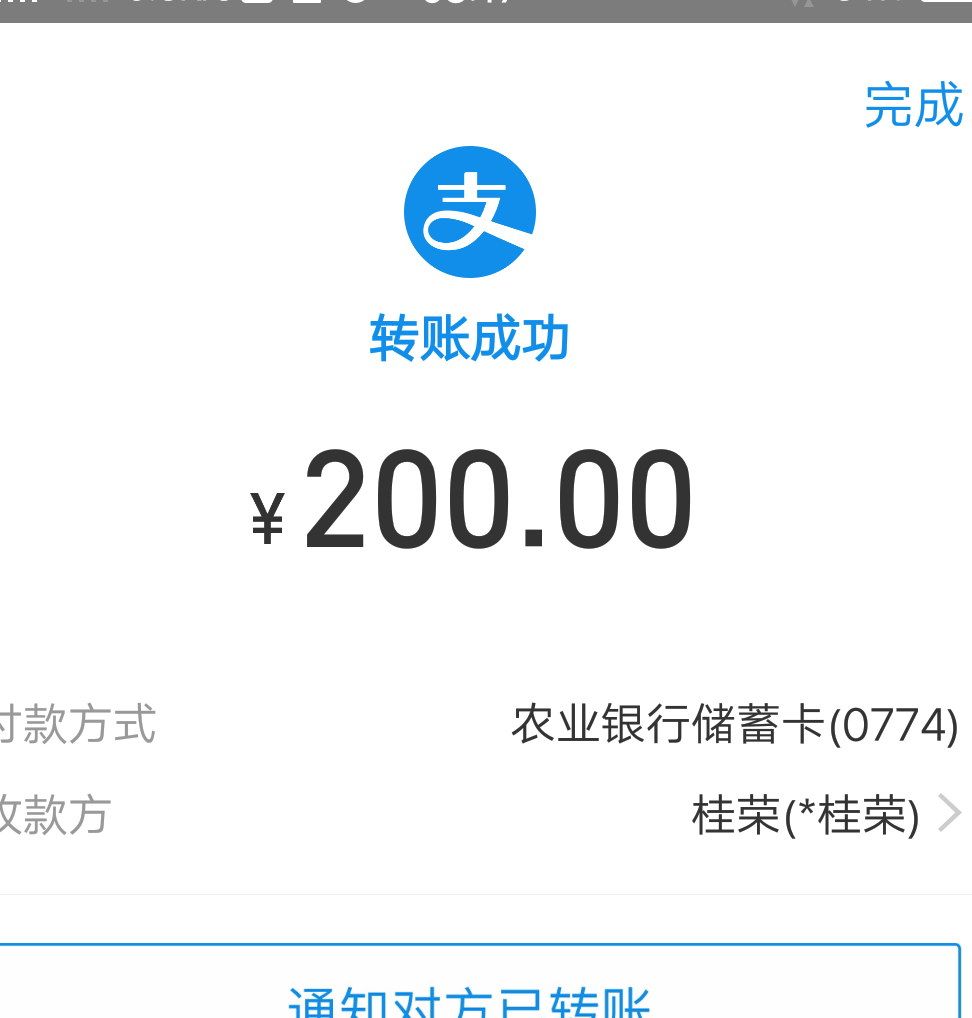 完成
转账成功
¥200.00
付款方式 农业银行储蓄卡(0774)
收款方 桂荣(*桂荣)
通知对方已转账